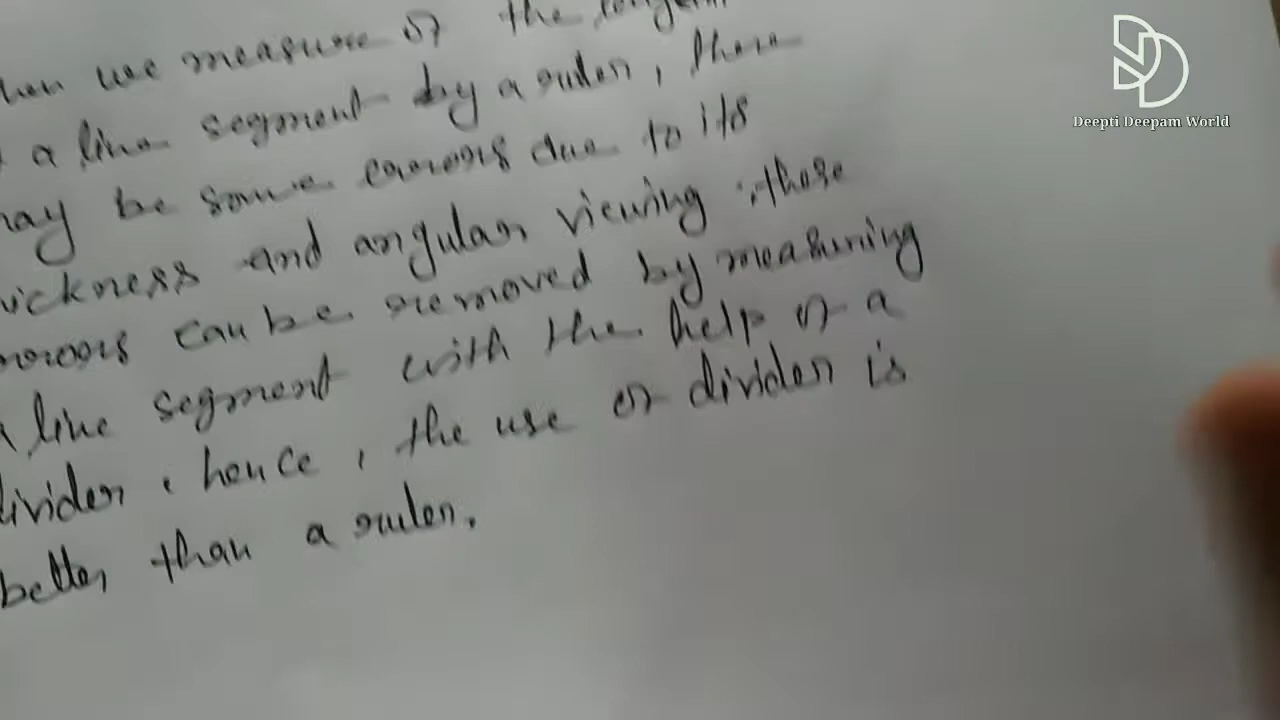 when we measure of the length
of a line segment by a ruler, there
may be some errors due to its
thickness and angular viewing. these
errors can be removed by measuring
a line segment with the help of a
divider. hence, the use of divider is
better than a ruler.
Deepti Deepam World